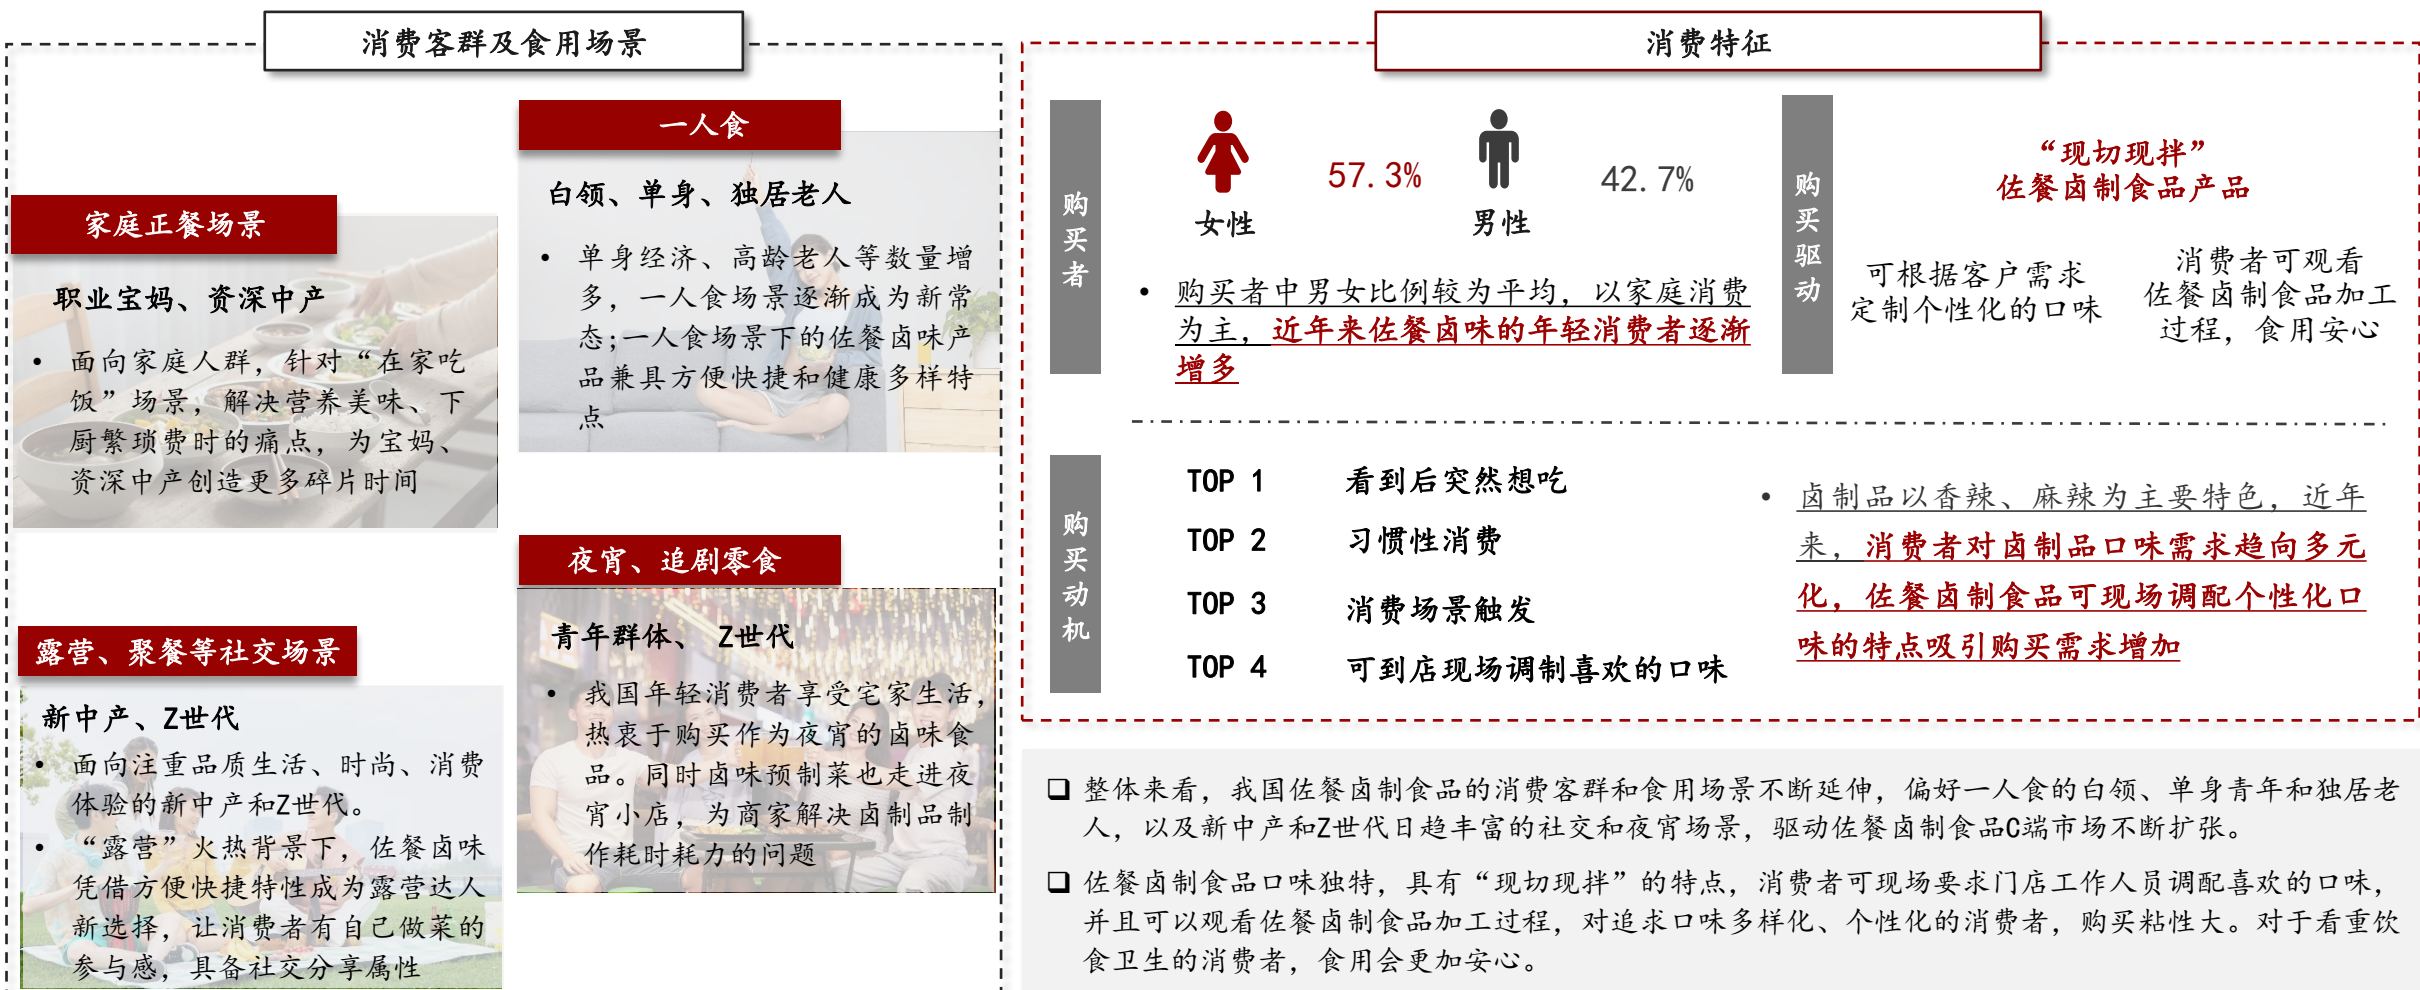 消费客群及食用场景
家庭正餐场景
职业宝妈、资深中产
• 面向家庭人群，针对“在家吃
饭”场景，解决营养美味、下
厨繁琐费时的痛点，为宝妈、
资深中产创造更多碎片时间
一人食
白领、单身、独居老人
• 单身经济、高龄老人等数量增
多，一人食场景逐渐成为新常
态;一人食场景下的佐餐卤味产
品兼具方便快捷和健康多样特
点
露营、聚餐等社交场景
新中产、Z世代
• 面向注重品质生活、时尚、消费
体验的新中产和Z世代。
• “露营”火热背景下，佐餐卤味
凭借方便快捷特性成为露营达人
新选择，让消费者有自己做菜的
参与感，具备社交分享属性
夜宵、追剧零食
青年群体、 Z世代
• 我国年轻消费者享受宅家生活，
热衷于购买作为夜宵的卤味食
品。同时卤味预制菜也走进夜
宵小店，为商家解决卤制品制
作耗时耗力的问题
消费特征
购买者
女性
57.3%
男性
42.7%
• 购买者中男女比例较为平均，以家庭消费
为主，近年来佐餐卤味的年轻消费者逐渐
增多
购买驱动
“现切现拌”
佐餐卤制食品产品
可根据客户需求
定制个性化的口味
消费者可观看
佐餐卤制食品加工
过程，食用安心
购买动机
TOP 1 看到后突然想吃
TOP 2 习惯性消费
TOP 3 消费场景触发
TOP 4 可到店现场调制喜欢的口味
• 卤制品以香辣、麻辣为主要特色，近年
来，消费者对卤制品口味需求趋向多元
化，佐餐卤制食品可现场调配个性化口
味的特点吸引购买需求增加
❑ 整体来看，我国佐餐卤制食品的消费客群和食用场景不断延伸，偏好一人食的白领、单身青年和独居老
人，以及新中产和Z世代日趋丰富的社交和夜宵场景，驱动佐餐卤制食品C端市场不断扩张。
❑ 佐餐卤制食品口味独特，具有“现切现拌”的特点，消费者可现场要求门店工作人员调配喜欢的口味，
并且可以观看佐餐卤制食品加工过程，对追求口味多样化、个性化的消费者，购买粘性大。对于看重饮
食卫生的消费者，食用会更加安心。